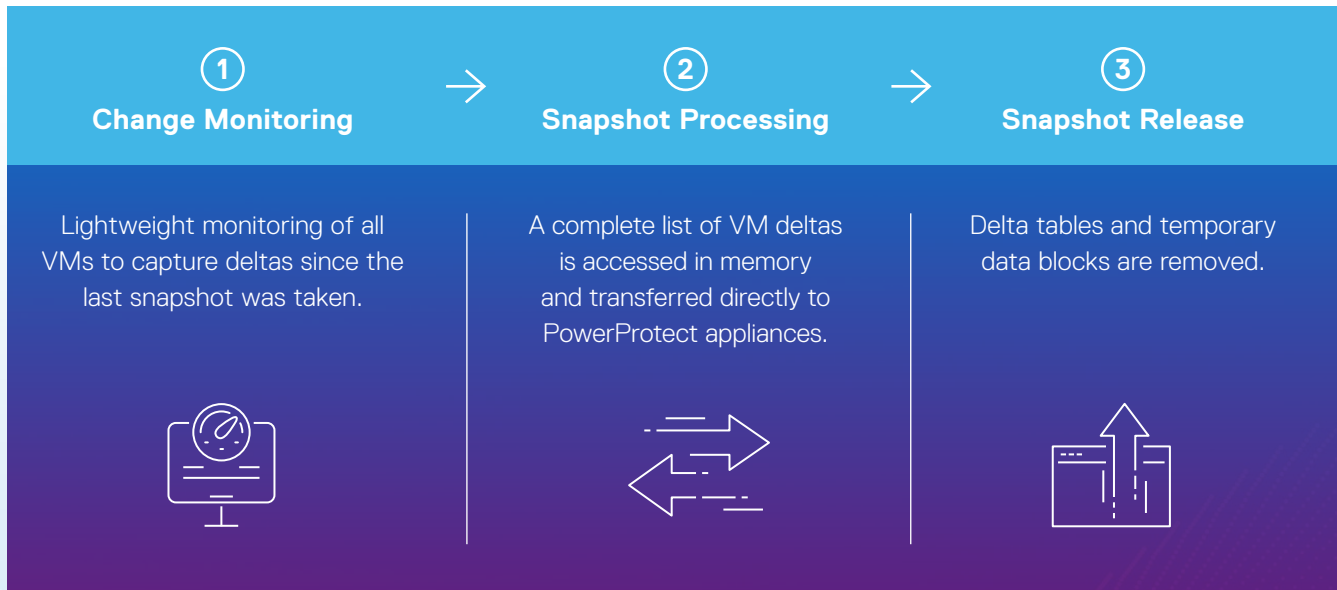 1
Change Monitoring
2
Snapshot Processing
3
Snapshot Release
Lightweight monitoring of all
VMs to capture deltas since the
last snapshot was taken.
A complete list of VM deltas
is accessed in memory
and transferred directly to
PowerProtect appliances.
Delta tables and temporary
data blocks are removed.